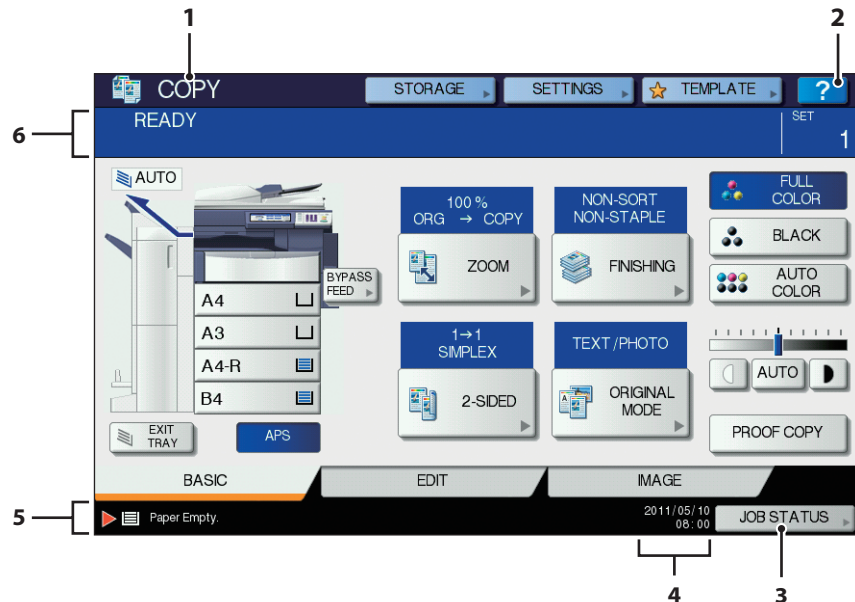 1
2
COPY
STORAGE
SETTINGS
TEMPLATE
?
6
READY
SET
1
AUTO
100 %
ORG → COPY
NON-SORT
NON-STAPLE
FULL
COLOR
ZOOM
FINISHING
BLACK
BYPASS
FEED
AUTO
COLOR
A4
A3
A4-R
B4
1→1
SIMPLEX
TEXT/PHOTO
2-SIDED
ORIGINAL
MODE
AUTO
EXIT
TRAY
APS
PROOF COPY
BASIC
EDIT
IMAGE
5
Paper Empty.
2011/05/10
08:00
JOB STATUS
4
3